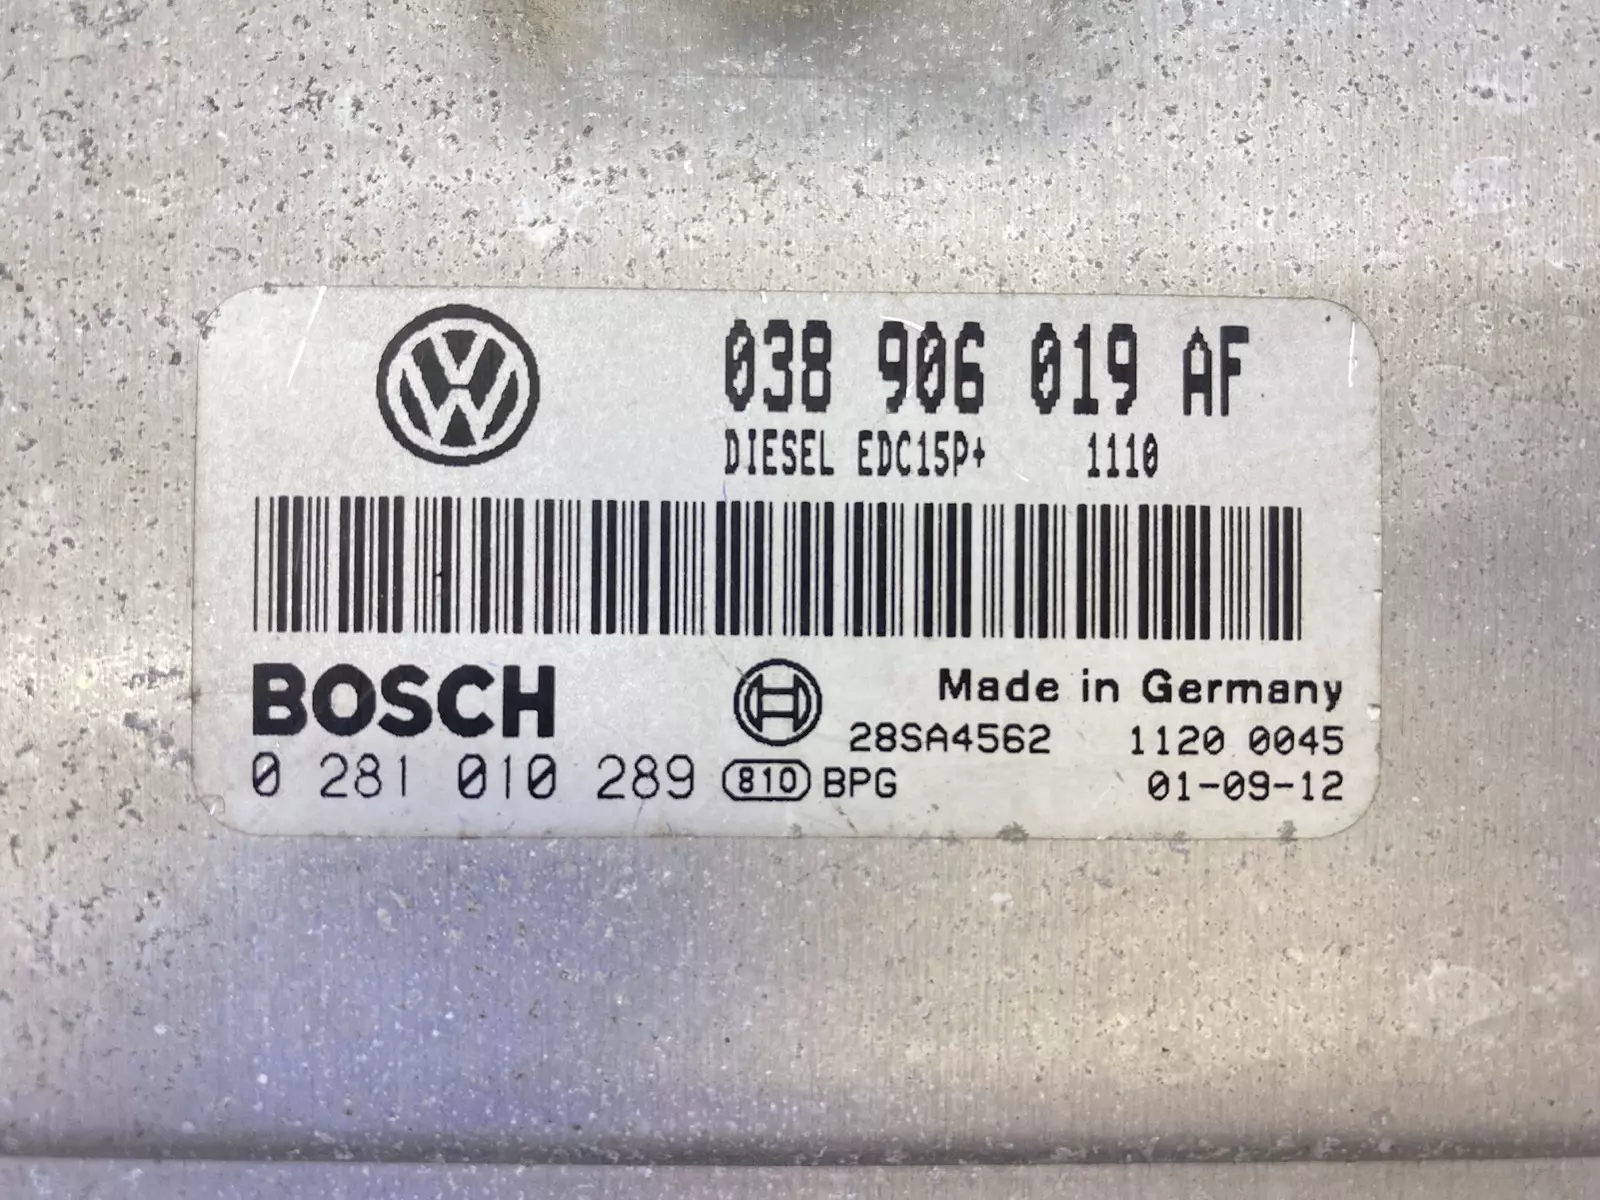 038 906 019 AF
DIESEL EDC15P+ 1110
BOSCH
Made in Germany
28SA4562 1120 0045
0 281 010 289 810 BPG 01-09-12